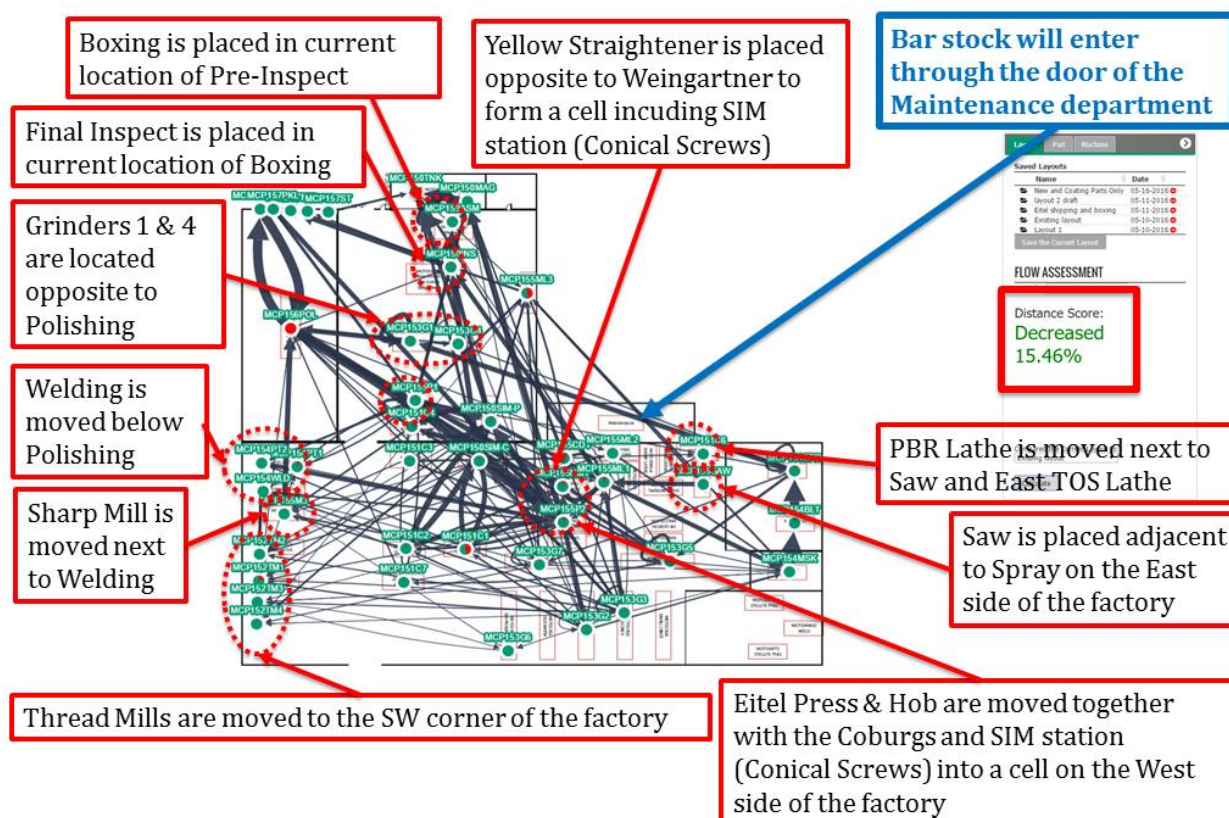 Boxing is placed in current
location of Pre-Inspect
Yellow Straightener is placed
opposite to Weingartner to
form a cell incuding SIM
station (Conical Screws)
Bar stock will enter
through the door of the
Maintenance department
Final Inspect is placed in
current location of Boxing
Grinders 1 & 4
are located
opposite to
Polishing
Welding is
moved below
Polishing
Sharp Mill is
moved next
to Welding
Thread Mills are moved to the SW corner of the factory
Part
Machine
Saved Layouts
Name Date
New and Coating Parts Only 05-16-2016
layout 2 draft 05-11-2016
Eitel shipping and boxing 05-11-2016
Existing layout 05-10-2016
Layout 1 05-10-2016
Save the Current Layout
FLOW ASSESSMENT
Distance Score:
Decreased
15.46%
PBR Lathe is moved next to
Saw and East TOS Lathe
Saw is placed adjacent
to Spray on the East
side of the factory
Eitel Press & Hob are moved together
with the Coburgs and SIM station
(Conical Screws) into a cell on the West
side of the factory
MCP150TNK
MCP150MAG
MCP155ML3
MCP156POL
MCP153G1
MCP150SIM-P
MCP151C3
MCP150SIM-C
MCP155ML2
MCP155ML1
Maintenance
MCP154PT2
MCP154WLD
MCP155P2
MCP154BLT
MCP151C2
MCP151C1
MCP153G7
MCP153G5
MCP154MSK
MCP151C7
MCP152TM1
MCP152TM3
MCP152TM4
MCP153G3
MCP153G2
MCP153G6